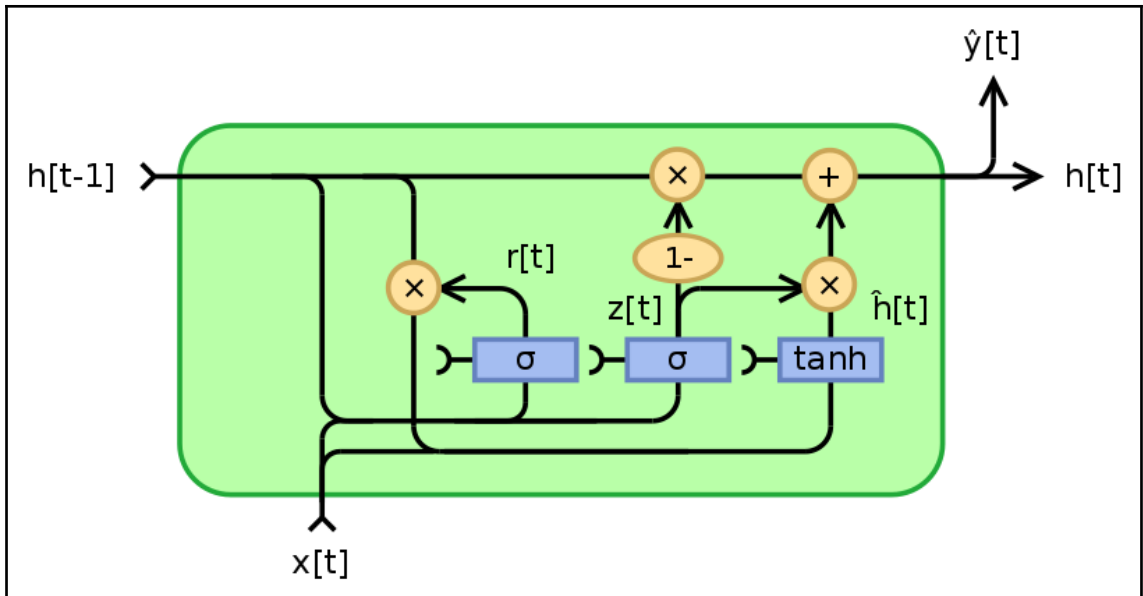 ŷ[t]
h[t-1]
×
+
h[t]
r[t]
1-
×
×
z[t]
ĥ[t]
σ
σ
tanh
x[t]